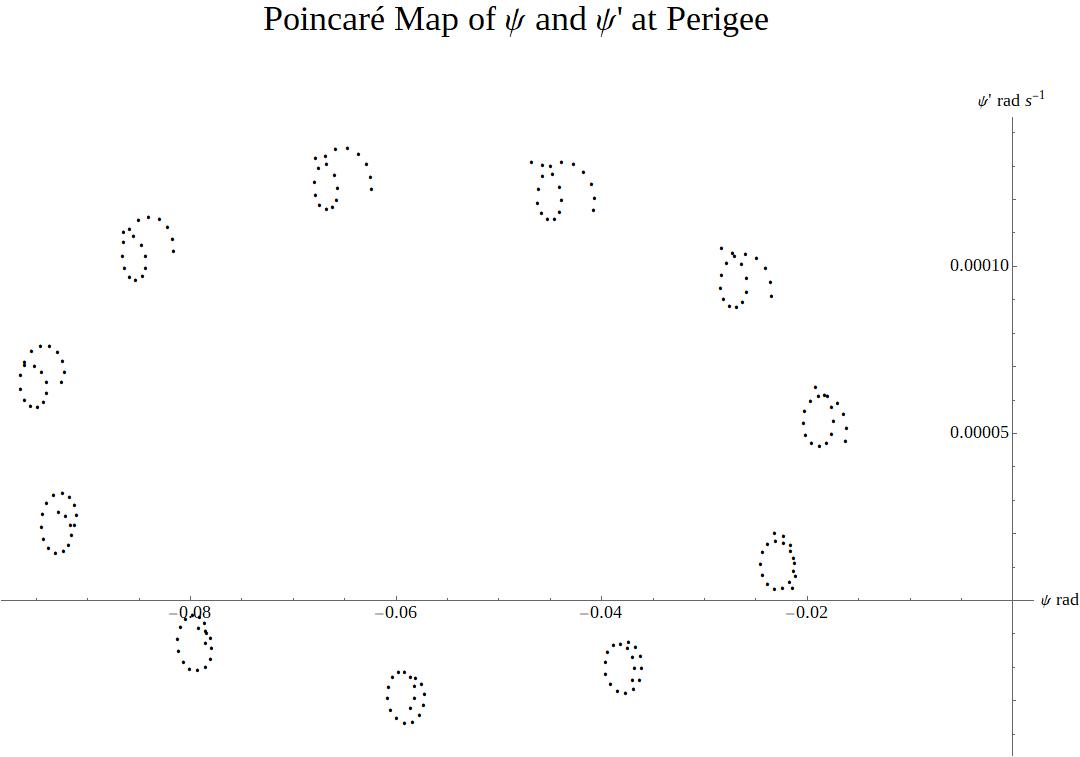 Poincaré Map of ψ and ψ' at Perigee
ψ' rad s⁻¹
0.00010
0.00005
−0.08
−0.06
−0.04
−0.02
ψ rad